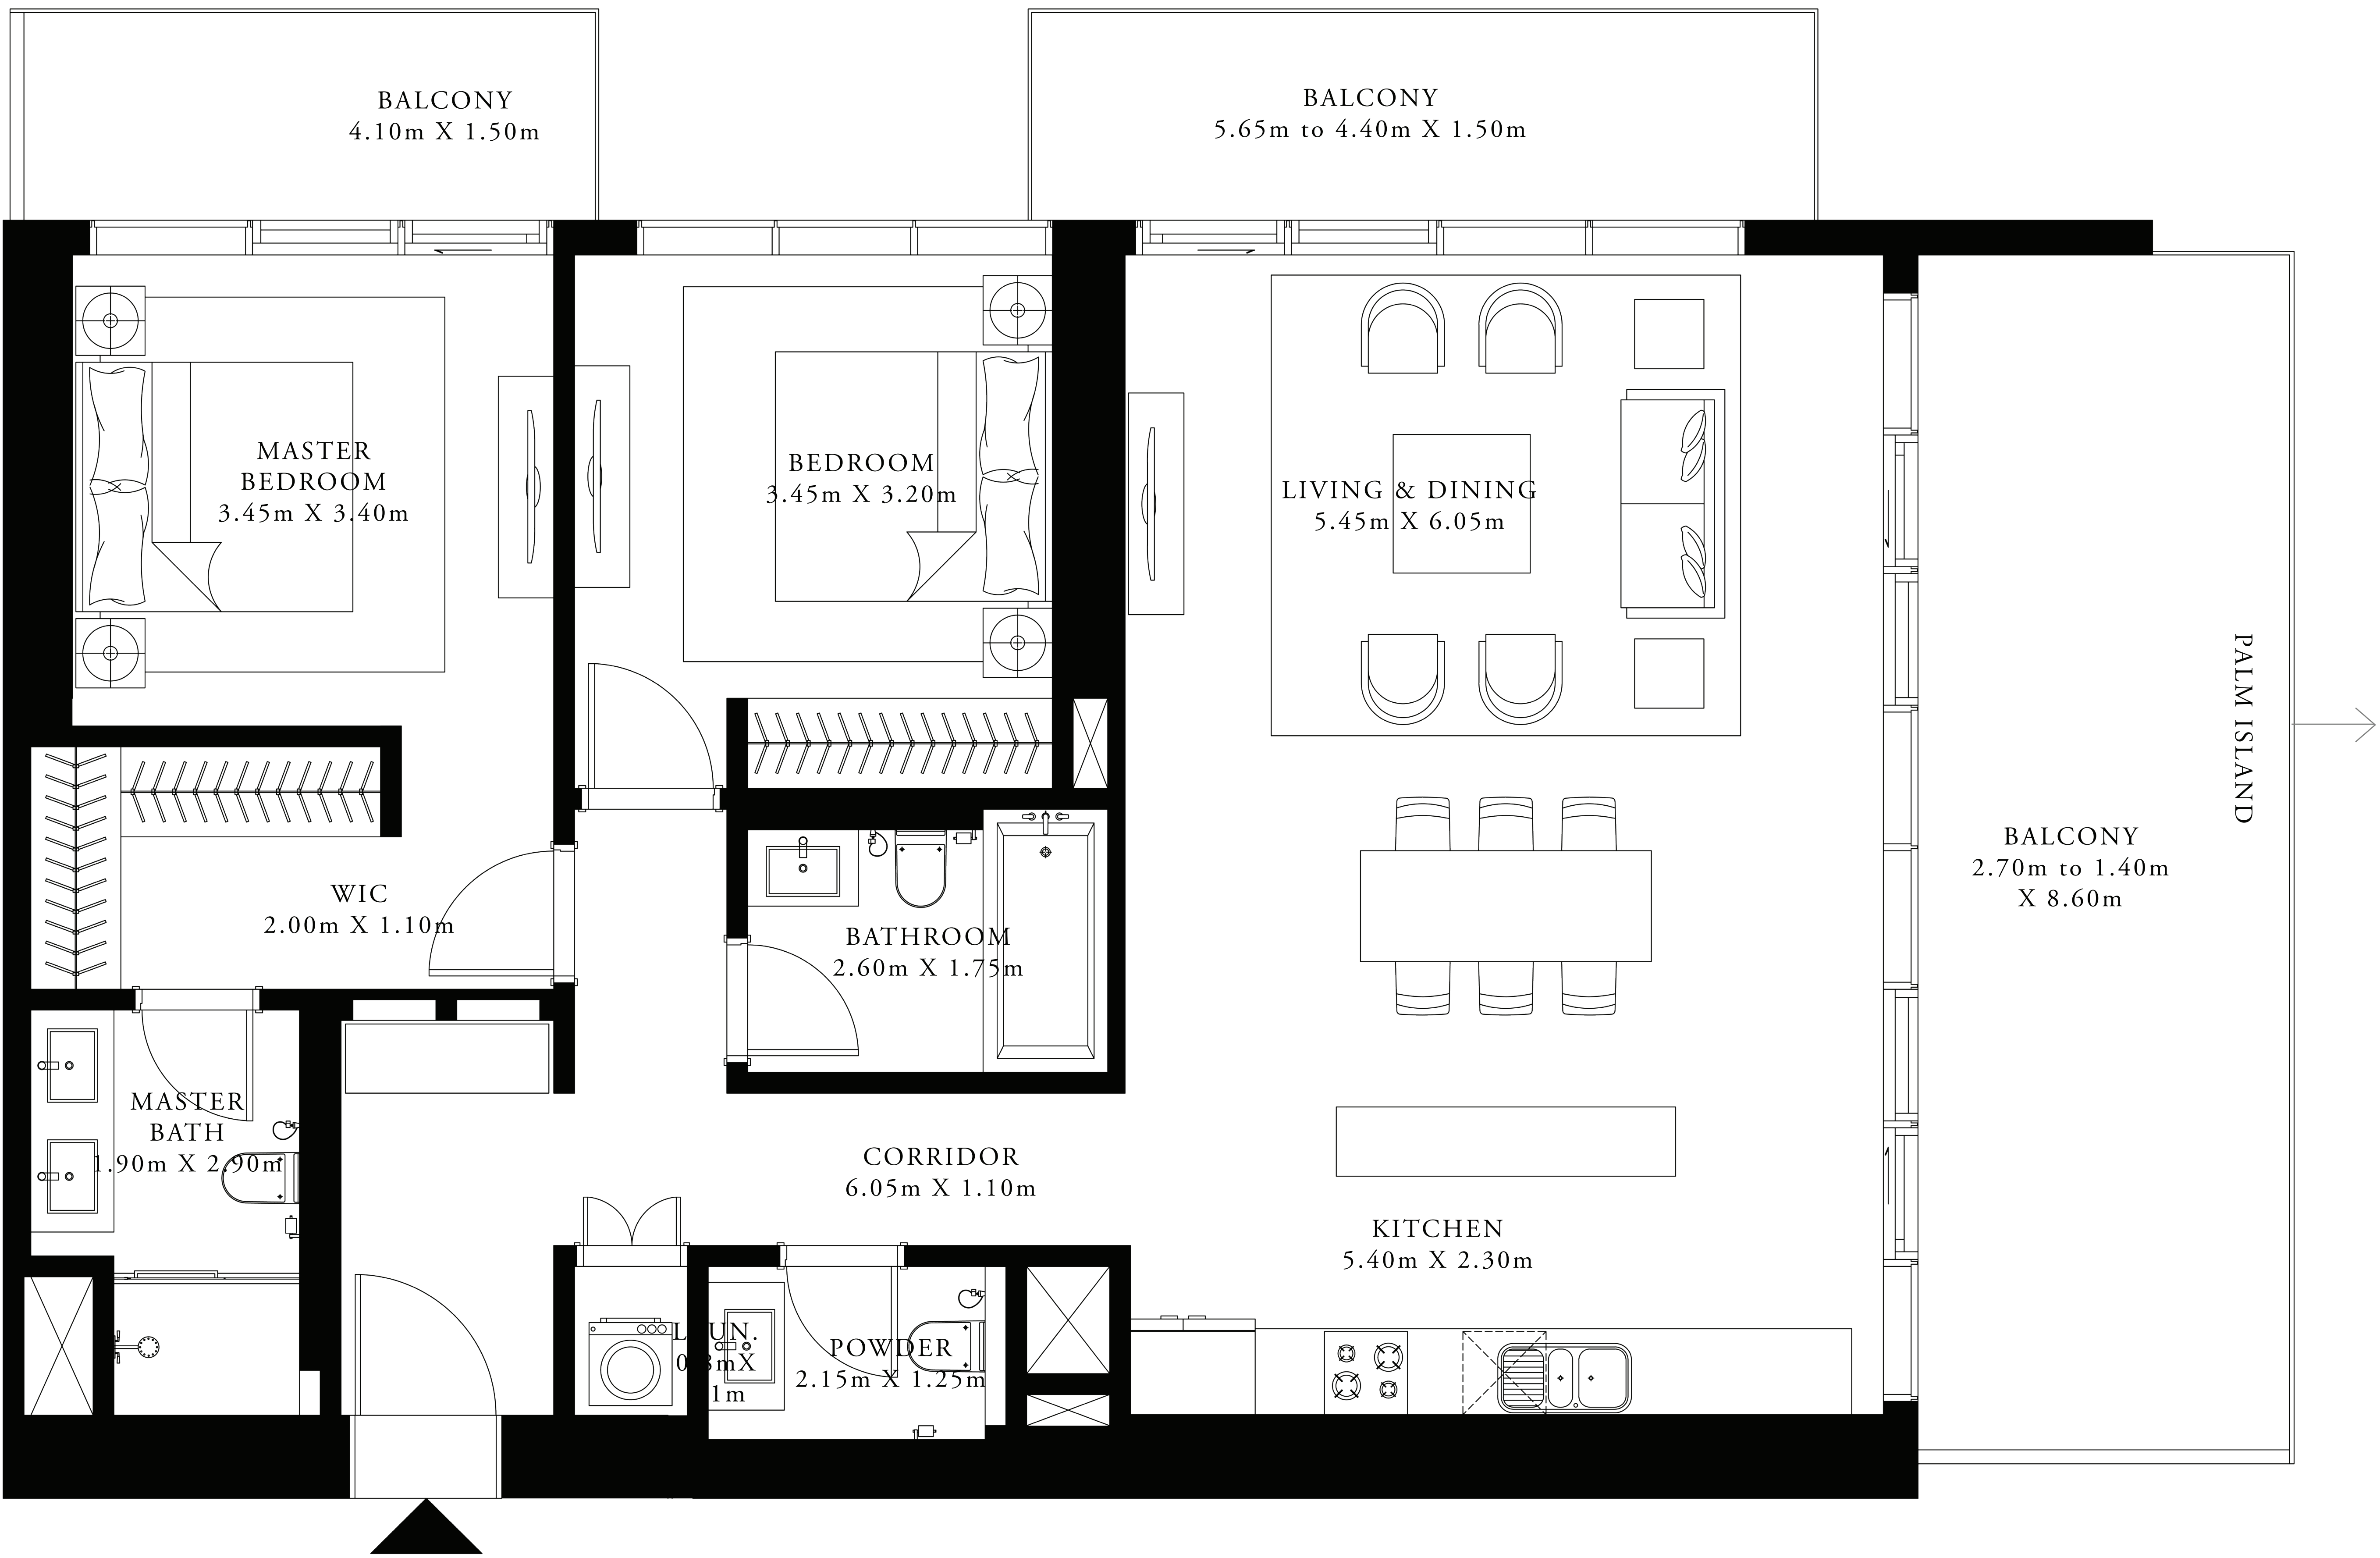 BALCONY
4.10m X 1.50m
BALCONY
5.65m to 4.40m X 1.50m
MASTER
BEDROOM
3.45m X 3.40m
BEDROOM
3.45m X 3.20m
LIVING & DINING
5.45m X 6.05m
PALM ISLAND
BALCONY
2.70m to 1.40m
X 8.60m
WIC
2.00m X 1.10m
BATHROOM
2.60m X 1.75m
MASTER
BATH
1.90m X 2.90m
CORRIDOR
6.05m X 1.10m
KITCHEN
5.40m X 2.30m
POWDER
2.15m X 1.25m